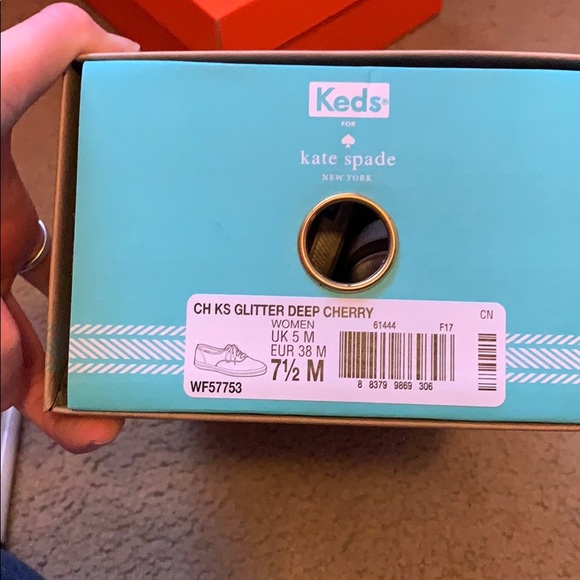 Keds®
FOR
kate spade
NEW YORK
CH KS GLITTER DEEP CHERRY
CN
WOMEN
61444
F17
UK 5 M
EUR 38 M
7½ M
WF57753
8 8379 9869 306